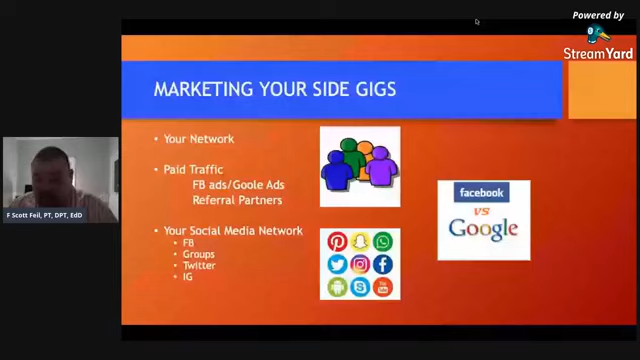 Powered by
StreamYard
MARKETING YOUR SIDE GIGS
• Your Network
• Paid Traffic
FB ads/Goole Ads
Referral Partners
• Your Social Media Network
• FB
• Groups
• Twitter
• IG
facebook
vs
Google
F Scott Feil, PT, DPT, EdD